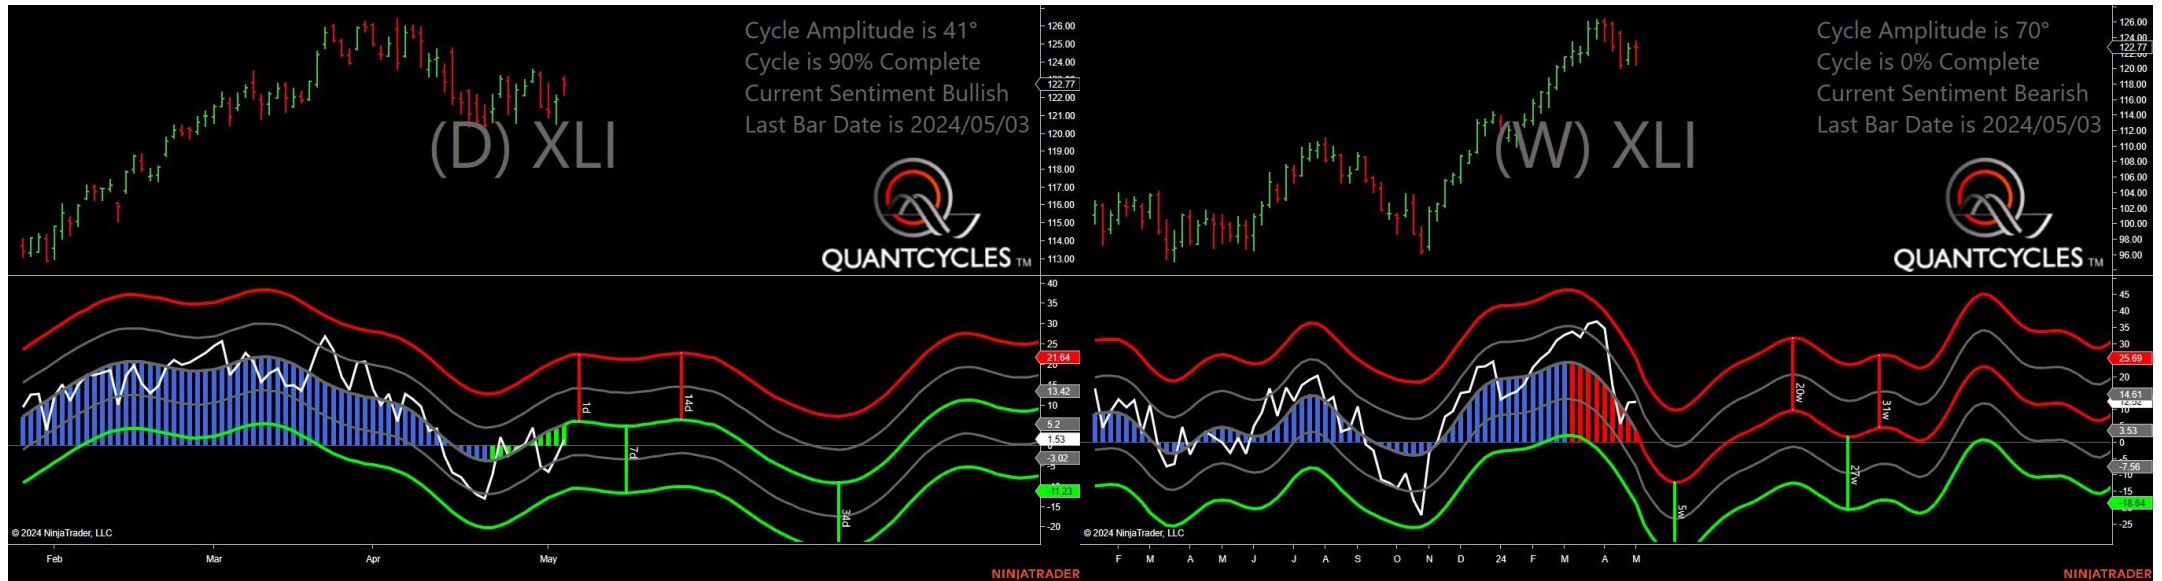 Cycle Amplitude is 41°
Cycle is 90% Complete
Current Sentiment Bullish
Last Bar Date is 2024/05/03
(D) XLI
QUANTCYCLES TM
126.00
125.00
124.00
122.77
122.00
121.00
120.00
119.00
118.00
117.00
116.00
115.00
114.00
113.00
40
35
30
21.64
20
15
13.42
10
5.2
1.53
-3.02
-5
-11.23
-15
-20
1d
7d
14d
34d
© 2024 NinjaTrader, LLC
Feb
Mar
Apr
May
NINJATRADER
Cycle Amplitude is 70°
Cycle is 0% Complete
Current Sentiment Bearish
Last Bar Date is 2024/05/03
(W) XLI
QUANTCYCLES TM
126.00
124.00
122.77
120.00
118.00
116.00
114.00
112.00
110.00
108.00
106.00
104.00
102.00
100.00
98.00
96.00
45
40
35
30
25.69
20
14.61
3.53
0
-7.56
-10
-15
-18.64
-25
5w
20w
27w
31w
© 2024 NinjaTrader, LLC
F
M
A
M
J
J
A
S
O
N
D
24
F
M
A
M
NINJATRADER